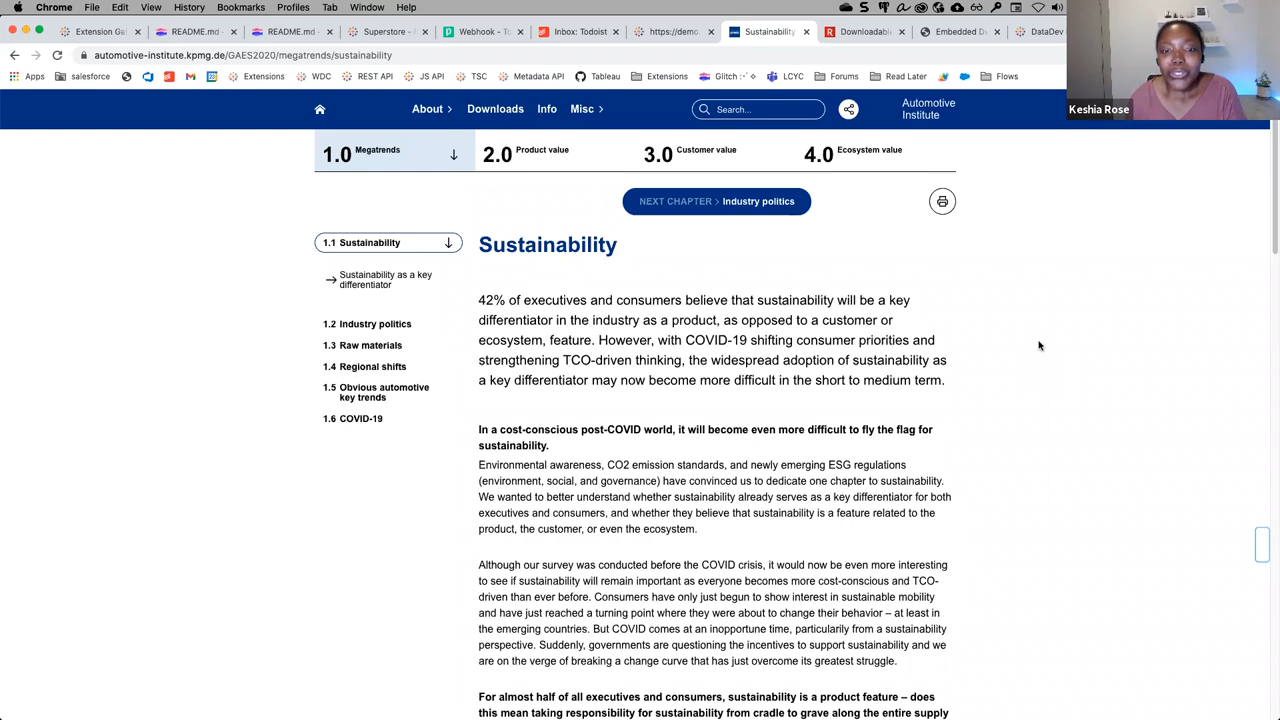 Chrome File Edit View History Bookmarks Profiles Tab Window Help
Extension Ga
README.md
README.md
Superstore
Webhook - To
Inbox: Todoist
https://demo.
Sustainability
Downloadable
Embedded D
DataDev
automotive-institute.kpmg.de/GAES2020/megatrends/sustainability
Apps salesforce Extensions WDC REST API JS API TSC Metadata API Tableau Extensions Glitch :·ﾟ✧ LCYC Forums Read Later Flows
Keshia Rose
About Downloads Info Misc Search... Automotive
Institute
1.0 Megatrends 2.0 Product value 3.0 Customer value 4.0 Ecosystem value
NEXT CHAPTER > Industry politics
1.1 Sustainability
Sustainability as a key
differentiator
1.2 Industry politics
1.3 Raw materials
1.4 Regional shifts
1.5 Obvious automotive
key trends
1.6 COVID-19
Sustainability
42% of executives and consumers believe that sustainability will be a key
differentiator in the industry as a product, as opposed to a customer or
ecosystem, feature. However, with COVID-19 shifting consumer priorities and
strengthening TCO-driven thinking, the widespread adoption of sustainability as
a key differentiator may now become more difficult in the short to medium term.
In a cost-conscious post-COVID world, it will become even more difficult to fly the flag for
sustainability.
Environmental awareness, CO2 emission standards, and newly emerging ESG regulations
(environment, social, and governance) have convinced us to dedicate one chapter to sustainability.
We wanted to better understand whether sustainability already serves as a key differentiator for both
executives and consumers, and whether they believe that sustainability is a feature related to the
product, the customer, or even the ecosystem.
Although our survey was conducted before the COVID crisis, it would now be even more interesting
to see if sustainability will remain important as everyone becomes more cost-conscious and TCO-
driven than ever before. Consumers have only just begun to show interest in sustainable mobility
and have just reached a turning point where they were about to change their behavior – at least in
the emerging countries. But COVID comes at an inopportune time, particularly from a sustainability
perspective. Suddenly, governments are questioning the incentives to support sustainability and we
are on the verge of breaking a change curve that has just overcome its greatest struggle.
For almost half of all executives and consumers, sustainability is a product feature – does
this mean taking responsibility for sustainability from cradle to grave along the entire supply